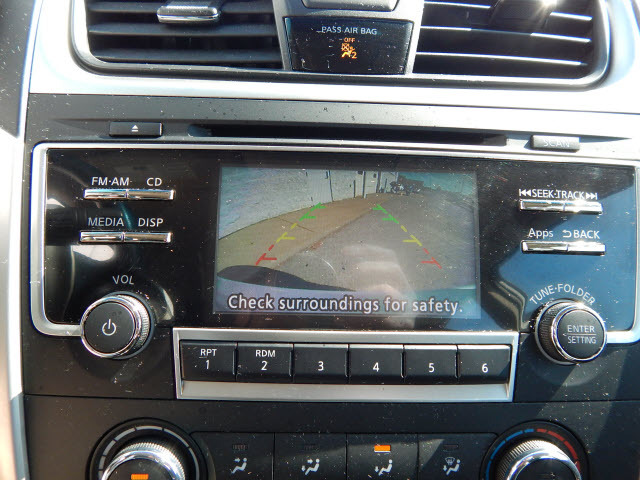 PASS AIR BAG
OFF
2
SCAN
FM·AM CD
SEEK·TRACK
MEDIA DISP
Apps BACK
VOL
TUNE·FOLDER
Check surroundings for safety.
ENTER
SETTING
RPT RDM
1 2 3 4 5 6